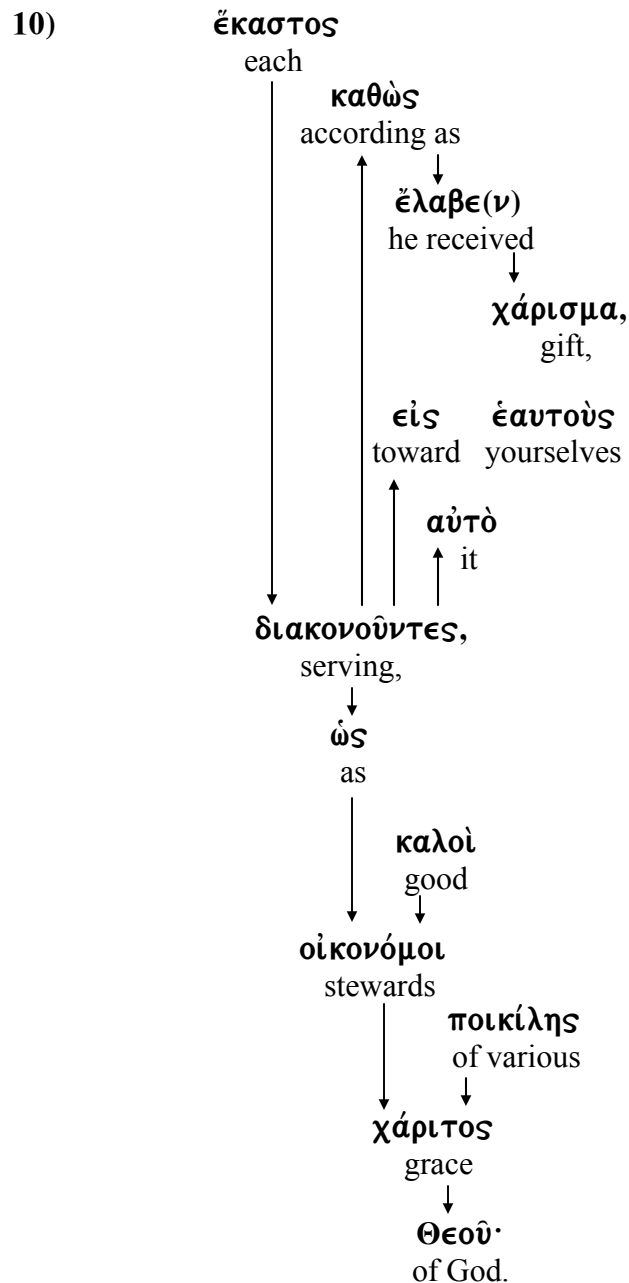 10) ἕκαστος
each
καθὼς
according as
ἔλαβε(ν)
he received
χάρισμα,
gift,
εἰς ἑαυτοὺς
toward yourselves
αὐτὸ
it
διακονοῦντες,
serving,
ὡς
as
καλοὶ
good
οἰκονόμοι
stewards
ποικίλης
of various
χάριτος
grace
Θεοῦ·
of God.